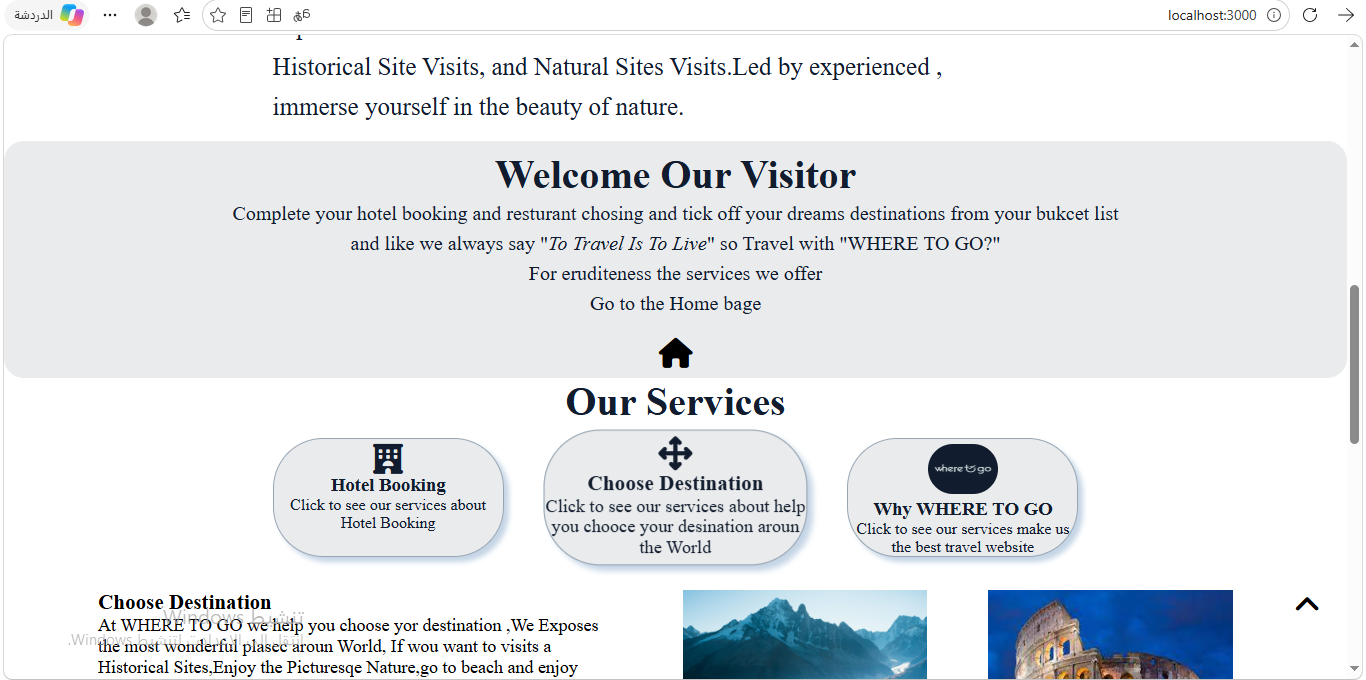 الدردشة
localhost:3000
Historical Site Visits, and Natural Sites Visits.Led by experienced ,
immerse yourself in the beauty of nature.
Welcome Our Visitor
Complete your hotel booking and resturant chosing and tick off your dreams destinations from your bukcet list
and like we always say "To Travel Is To Live" so Travel with "WHERE TO GO?"
For eruditeness the services we offer
Go to the Home bage
Our Services
Hotel Booking
Click to see our services about
Hotel Booking
Choose Destination
Click to see our services about help
you chooce your desination aroun
the World
where to go
Why WHERE TO GO
Click to see our services make us
the best travel website
Choose Destination
At WHERE TO GO we help you choose yor destination ,We Exposes
the most wonderful plasec aroun World, If wou want to visits a
Historical Sites,Enjoy the Picturesqe Nature,go to beach and enjoy
تنشيط Windows